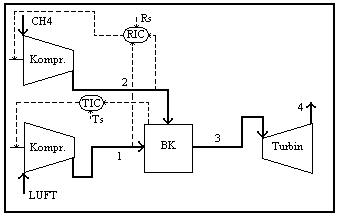 CH4
Rs
RIC
Kompr.
2
TIC
Ts
4
Kompr.
1
BK
3
Turbin
LUFT